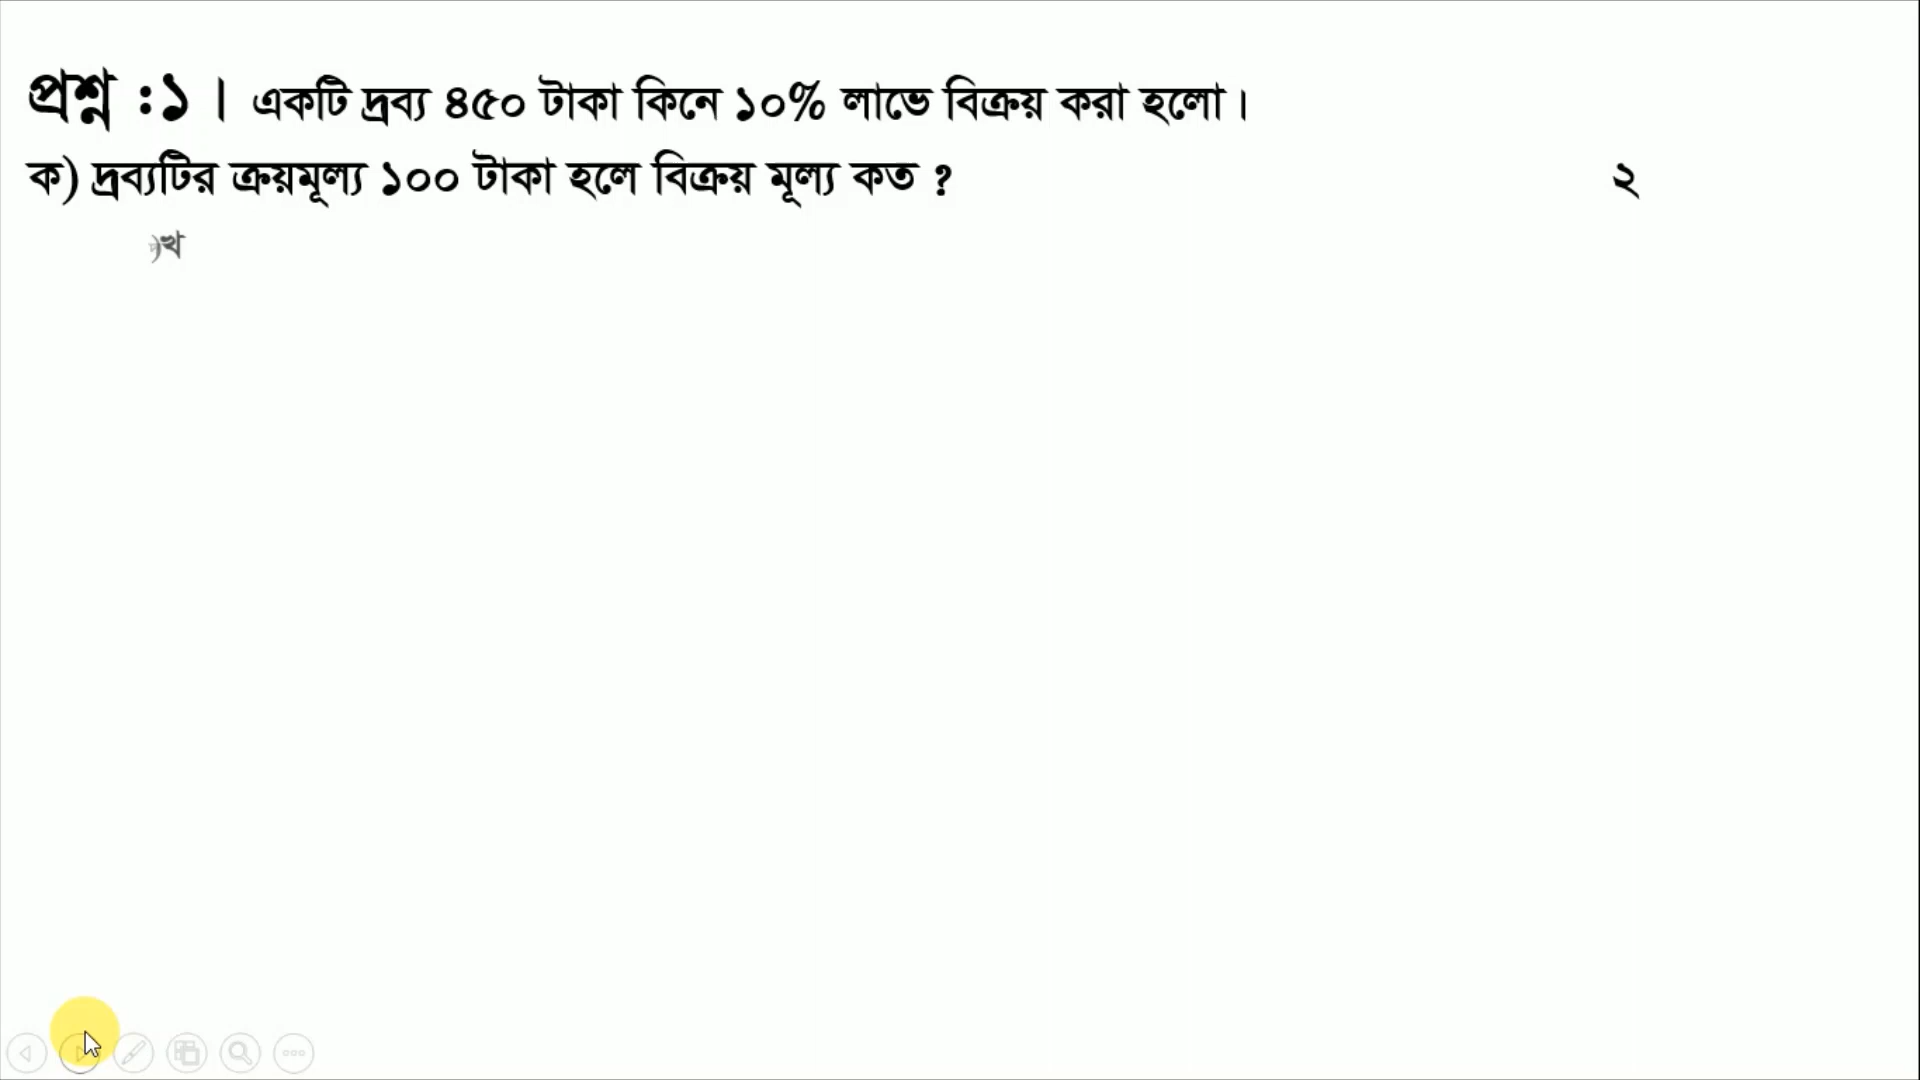 প্রশ্ন :১ । একটি দ্রব্য ৪৫০ টাকা কিনে ১০% লাভে বিক্রয় করা হলো।
ক) দ্রব্যটির ক্রয়মূল্য ১০০ টাকা হলে বিক্রয় মূল্য কত ? ২
খ